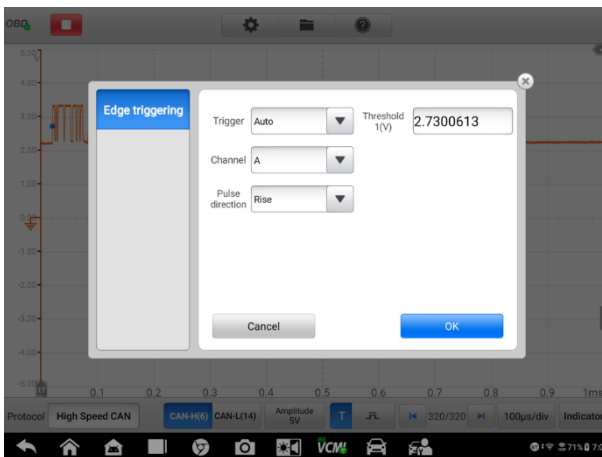 OBD
5.00
V
4.00
Edge triggering
Trigger
Auto
Threshold
1(V)
2.7300613
3.00
Channel
A
2.00
Pulse
direction
Rise
1.00
-1.00
-2.00
-3.00
Cancel
OK
-4.00
-5.00
0.1 0.2 0.3 0.4 0.5 0.6 0.7 0.8 0.9 1ms
Protocol
High Speed CAN
CAN-H(6)
CAN-L(14)
Amplitude
5V
T
320/320
100µs/div
Indicator
VCMI
71%
7:0